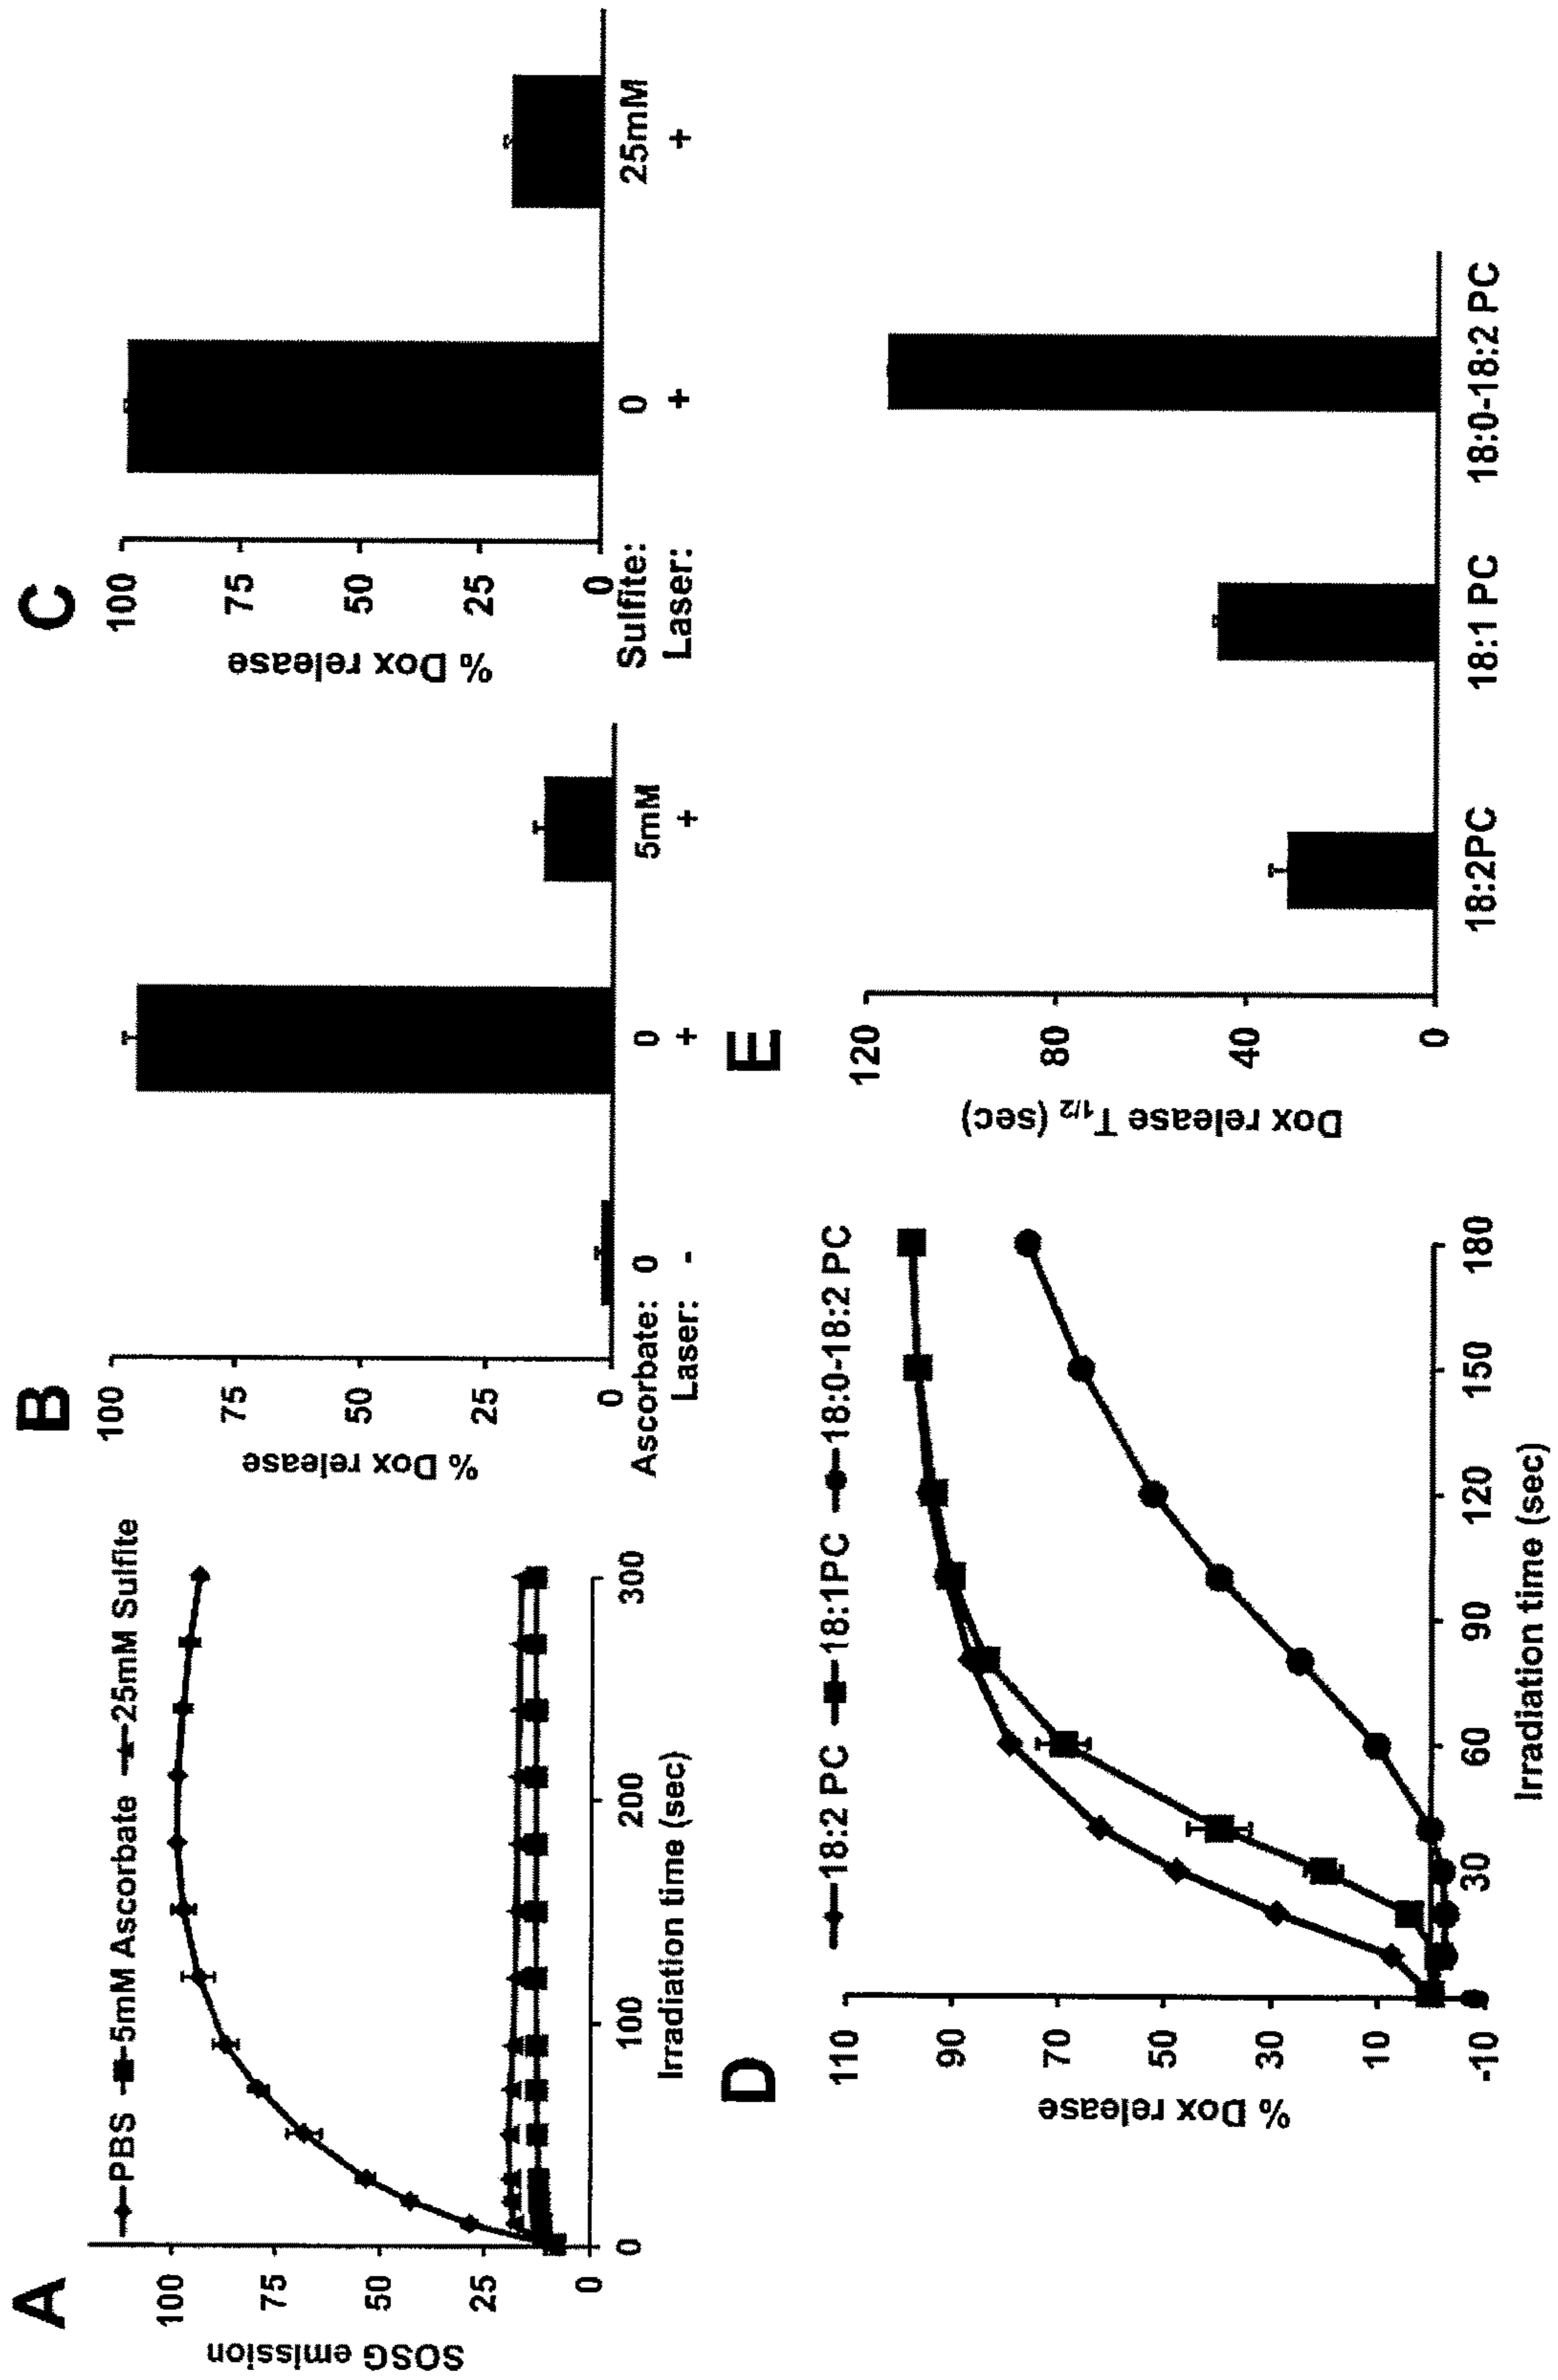 A
PBS 5mM Ascorbate 25mM Sulfite
SOSG emission
100
75
50
25
0
0 100 200 300
Irradiation time (sec)
B
% Dox release
100
75
50
25
0
Ascorbate: 0 0 5mM
Laser: - + +
C
% Dox release
100
75
50
25
0
Sulfite: 0 25mM
Laser: + +
D
18:2 PC 18:1PC 18:0-18:2 PC
% Dox release
110
90
70
50
30
10
-10
30 60 90 120 150 180
Irradiation time (sec)
E
Dox release T1/2 (sec)
120
80
40
0
18:2PC 18:1 PC 18:0-18:2 PC